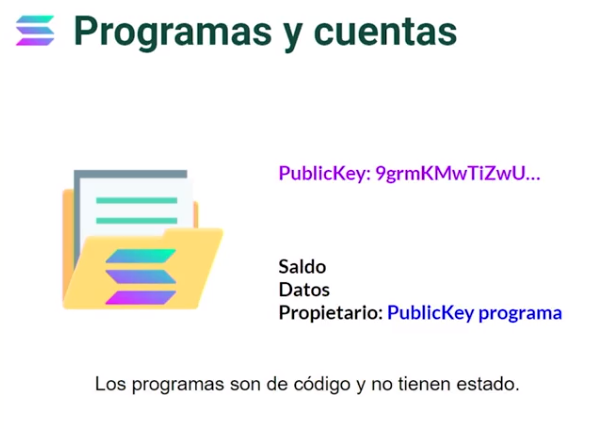 Programas y cuentas
PublicKey: 9grmKMwTiZwU...
Saldo
Datos
Propietario: PublicKey programa
Los programas son de código y no tienen estado.